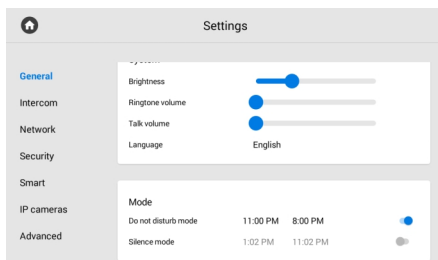 Settings
General
Intercom
Network
Security
Smart
IP cameras
Advanced
Brightness
Ringtone volume
Talk volume
Language English
Mode
Do not disturb mode 11:00 PM 8:00 PM
Silence mode 1:02 PM 11:02 PM